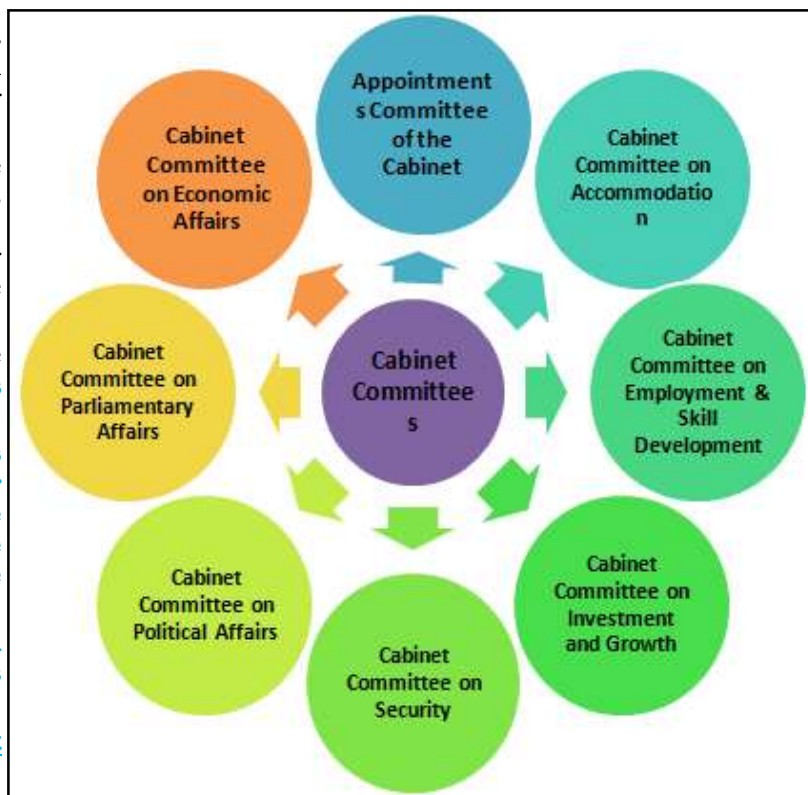 Appointment
s Committee
of the
Cabinet
Cabinet
Committee on
Accommodatio
n
Cabinet
Committee on
Employment &
Skill
Development
Cabinet
Committee on
Investment
and Growth
Cabinet
Committee on
Security
Cabinet
Committee on
Political Affairs
Cabinet
Committee on
Parliamentary
Affairs
Cabinet
Committee
on Economic
Affairs
Cabinet
Committee
s